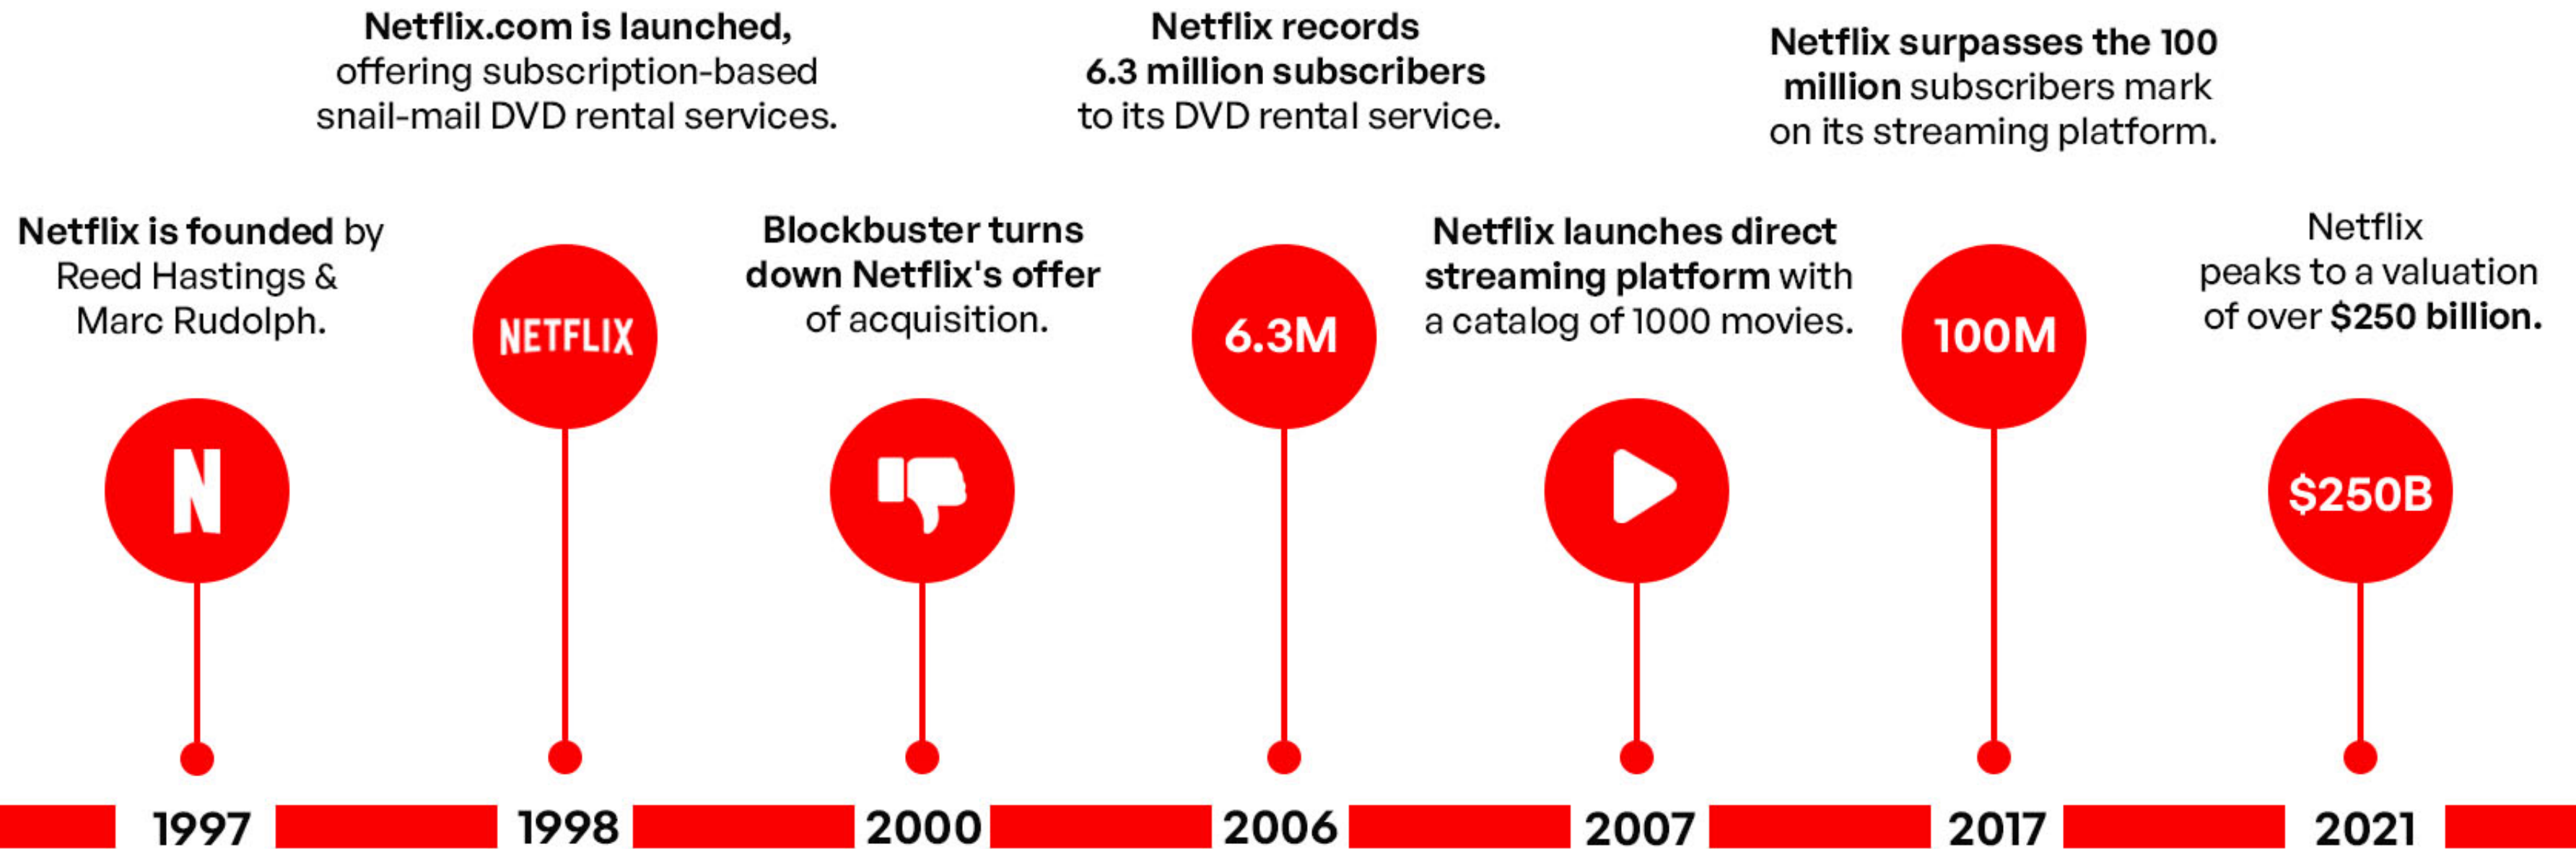 Netflix is founded by
Reed Hastings &
Marc Rudolph.
N
1997
Netflix.com is launched,
offering subscription-based
snail-mail DVD rental services.
NETFLIX
1998
Blockbuster turns
down Netflix's offer
of acquisition.
2000
Netflix records
6.3 million subscribers
to its DVD rental service.
6.3M
2006
Netflix launches direct
streaming platform with
a catalog of 1000 movies.
2007
Netflix surpasses the 100
million subscribers mark
on its streaming platform.
100M
2017
Netflix
peaks to a valuation
of over $250 billion.
$250B
2021